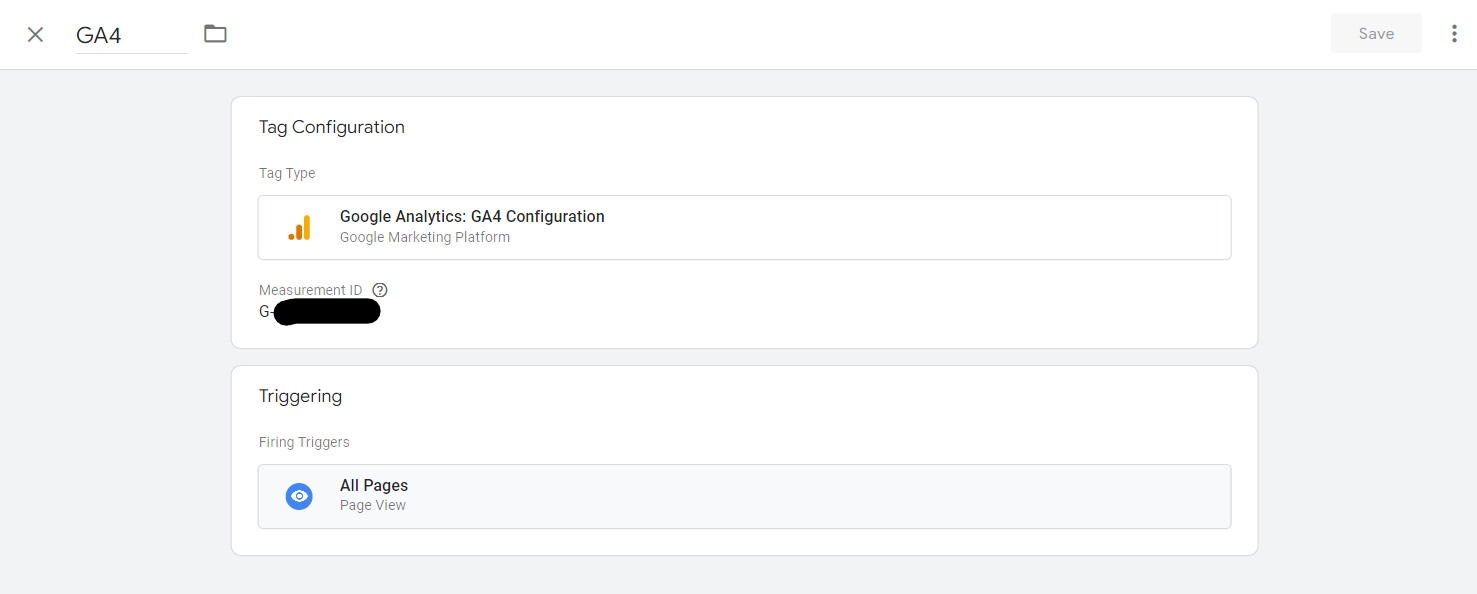 GA4
Save
Tag Configuration
Tag Type
Google Analytics: GA4 Configuration
Google Marketing Platform
Measurement ID
G-
Triggering
Firing Triggers
All Pages
Page View